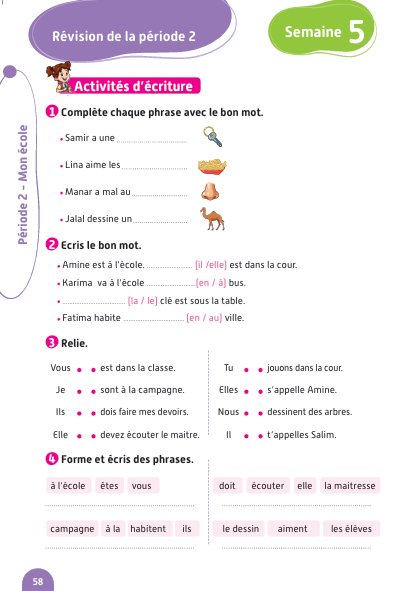 Révision de la période 2
Semaine 5
Période 2 - Mon école
Activités d'écriture
1 Complète chaque phrase avec le bon mot.
• Samir a une ..............................
• Lina aime les ..............................
• Manar a mal au ..............................
• Jalal dessine un ..............................
2 Ecris le bon mot.
• Amine est à l'école. .................... (il /elle) est dans la cour.
• Karima va à l'école ....................(en / à) bus.
• .......................... (la / le) clé est sous la table.
• Fatima habite .......................... (en / au) ville.
3 Relie.
Vous • • est dans la classe.
Je • • sont à la campagne.
Ils • • dois faire mes devoirs.
Elle • • devez écouter le maitre.
Tu • • jouons dans la cour.
Elles • • s'appelle Amine.
Nous • • dessinent des arbres.
Il • • t'appelles Salim.
4 Forme et écris des phrases.
à l'école êtes vous
campagne à la habitent ils
doit écouter elle la maitresse
le dessin aiment les élèves
58